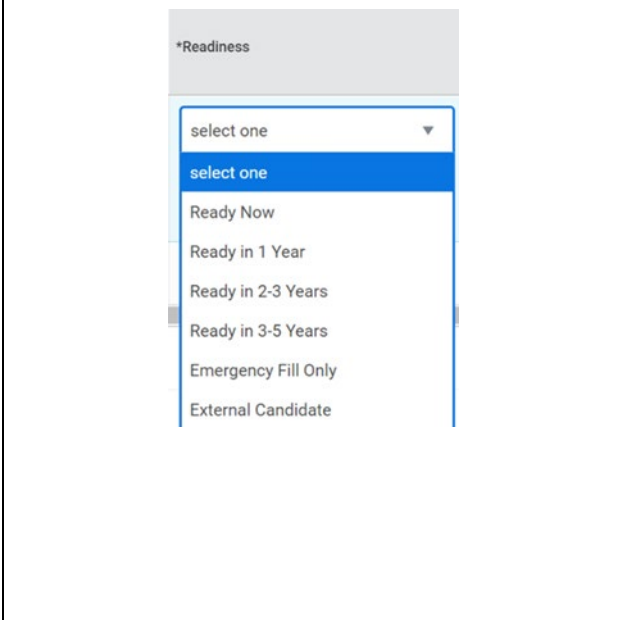 *Readiness
select one
select one
Ready Now
Ready in 1 Year
Ready in 2-3 Years
Ready in 3-5 Years
Emergency Fill Only
External Candidate